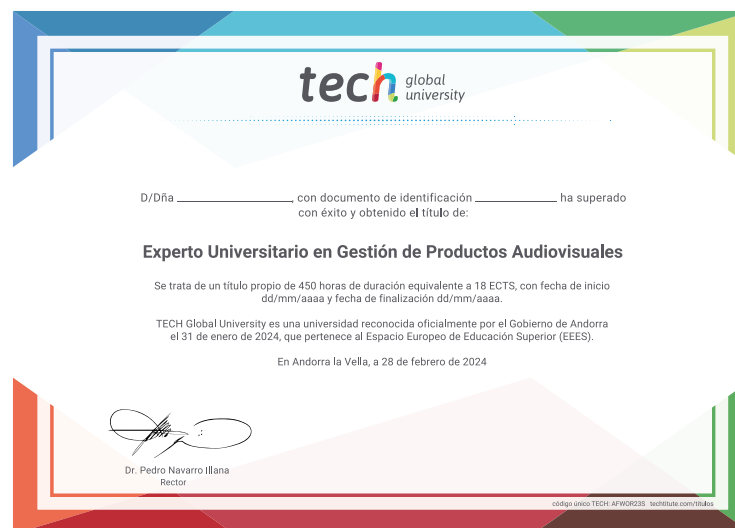 tech global
university
D/Dña ____________________, con documento de identificación ______________ ha superado
con éxito y obtenido el título de:
Experto Universitario en Gestión de Productos Audiovisuales
Se trata de un título propio de 450 horas de duración equivalente a 18 ECTS, con fecha de inicio
dd/mm/aaaa y fecha de finalización dd/mm/aaaa.
TECH Global University es una universidad reconocida oficialmente por el Gobierno de Andorra
el 31 de enero de 2024, que pertenece al Espacio Europeo de Educación Superior (EEES).
En Andorra la Vella, a 28 de febrero de 2024
Dr. Pedro Navarro Illana
Rector
código único TECH: AFWOR23S techtitute.com/titulos